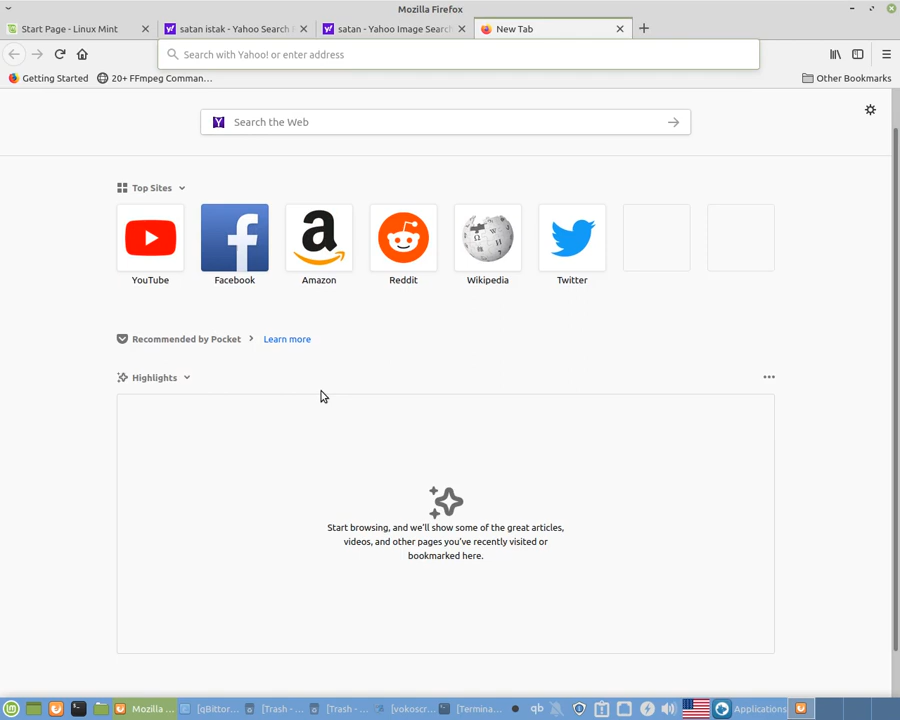 Mozilla Firefox
Start Page - Linux Mint
satan istak - Yahoo Search
satan - Yahoo Image Search
New Tab
Search with Yahoo! or enter address
Getting Started
20+ FFmpeg Comman...
Other Bookmarks
Search the Web
Top Sites
YouTube
Facebook
Amazon
Reddit
Wikipedia
Twitter
Recommended by Pocket
Learn more
Highlights
Start browsing, and we'll show some of the great articles,
videos, and other pages you've recently visited or
bookmarked here.
Mozilla ...
[qBittor...
[Trash - ...
[Trash - ...
[vokoscr...
[Termina...
qb
Applications